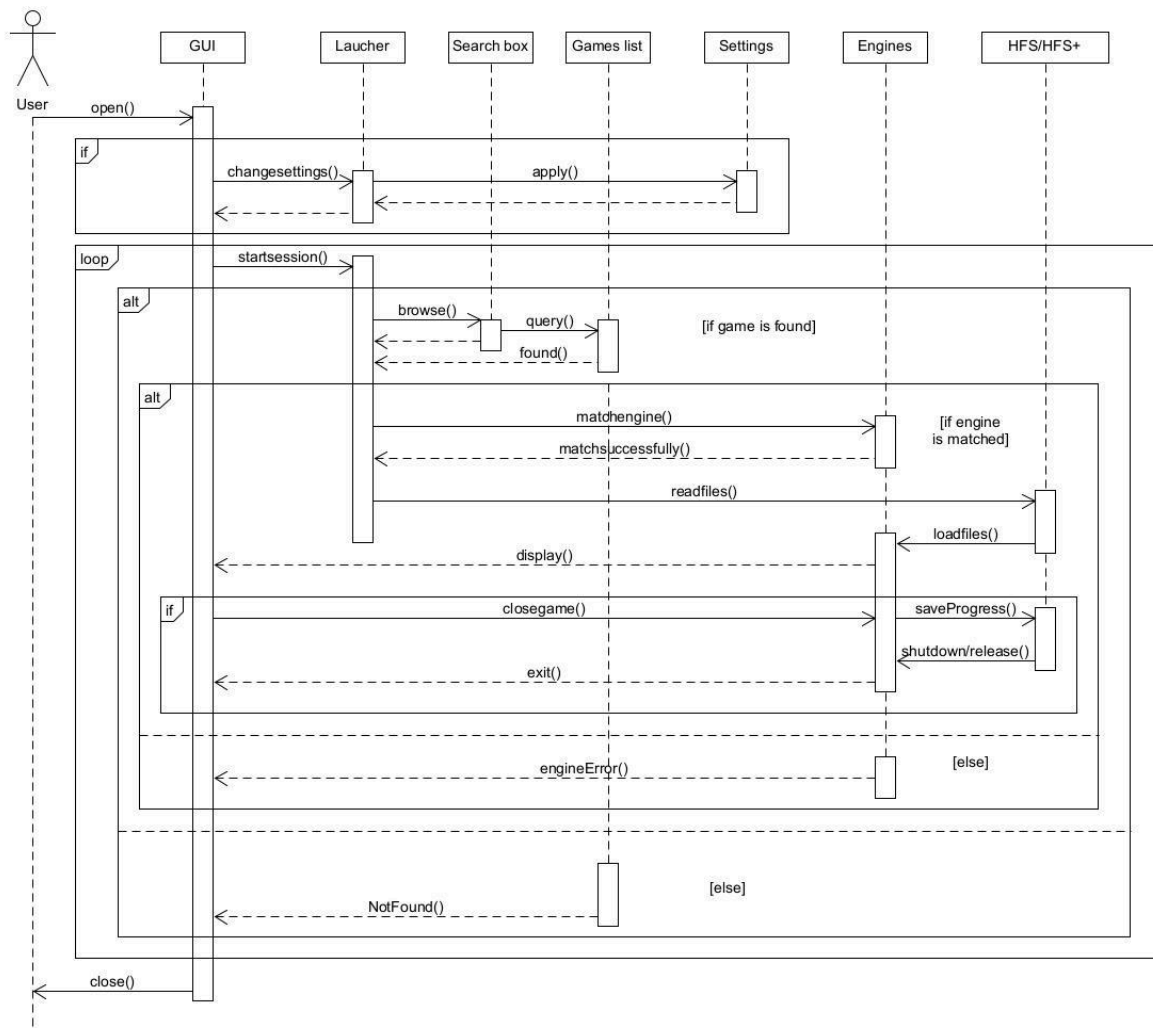 GUI
Laucher
Search box
Games list
Settings
Engines
HFS/HFS+
User
open()
if
changesettings()
apply()
loop
startsession()
alt
browse()
query()
[if game is found]
found()
alt
matchengine()
[if engine
is matched]
matchsuccessfully()
readfiles()
loadfiles()
display()
if
closegame()
saveProgress()
shutdown/release()
exit()
[else]
engineError()
[else]
NotFound()
close()